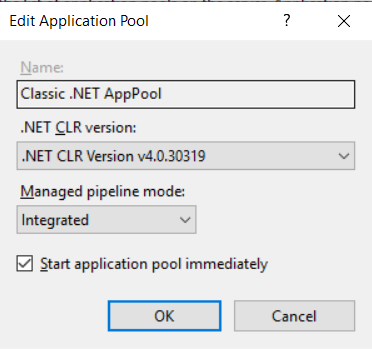 Edit Application Pool
?
Name:
Classic .NET AppPool
.NET CLR version:
.NET CLR Version v4.0.30319
Managed pipeline mode:
Integrated
Start application pool immediately
OK Cancel